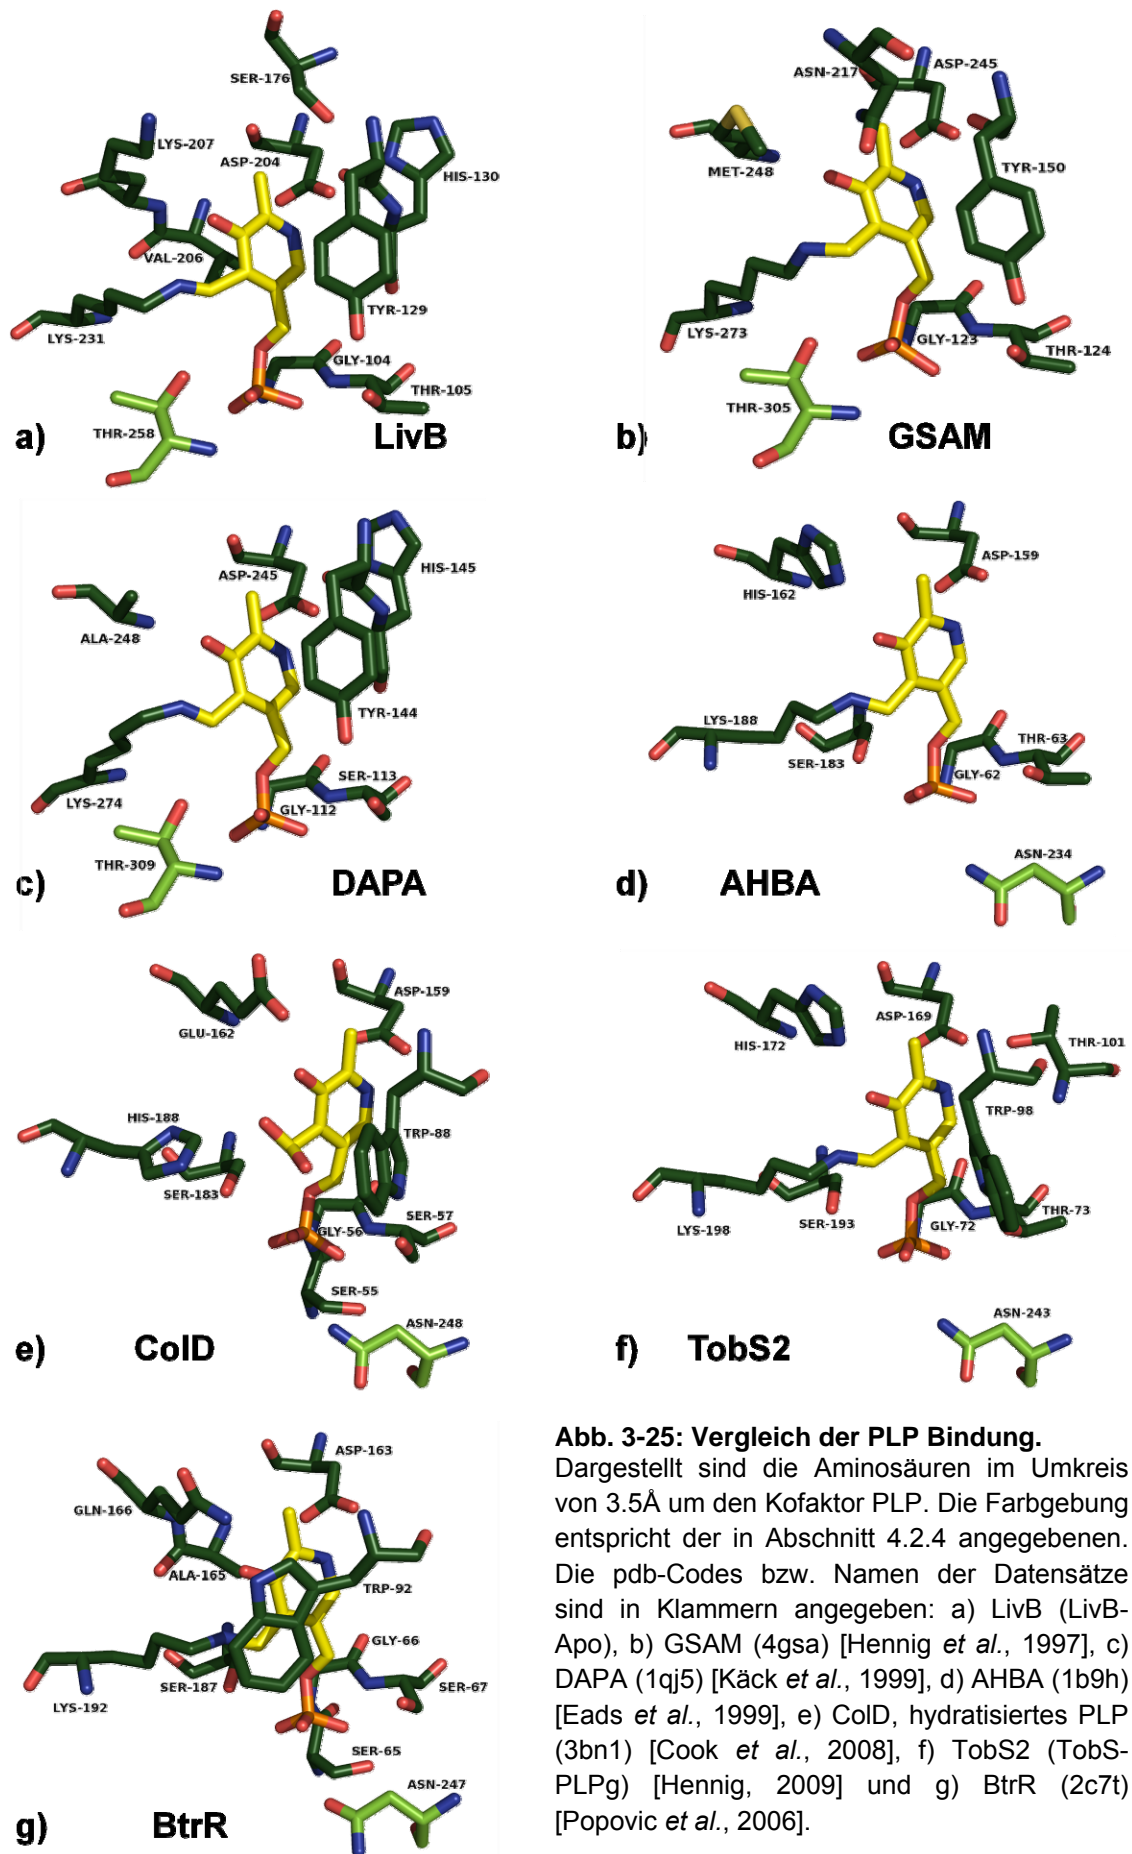 SER-176
LYS-207
ASP-204
HIS-130
VAL-206
TYR-129
LYS-231
GLY-104
THR-105
THR-258
a)
LivB
ASN-217
ASP-245
MET-248
TYR-150
LYS-273
GLY-123
THR-124
THR-305
b)
GSAM
ASP-245
HIS-145
ALA-248
TYR-144
LYS-274
SER-113
GLY-112
THR-309
c)
DAPA
ASP-159
HIS-162
LYS-188
SER-183
THR-63
GLY-62
ASN-234
d)
AHBA
ASP-159
GLU-162
HIS-188
TRP-88
SER-183
SER-57
GLY-56
SER-55
ASN-248
e)
ColD
ASP-169
THR-101
HIS-172
TRP-98
LYS-198
SER-193
GLY-72
THR-73
ASN-243
f)
TobS2
ASP-163
GLN-166
ALA-165
TRP-92
GLY-66
SER-187
SER-67
LYS-192
SER-65
ASN-247
g)
BtrR
Abb. 3-25: Vergleich der PLP Bindung.
Dargestellt sind die Aminosäuren im Umkreis
von 3.5Å um den Kofaktor PLP. Die Farbgebung
entspricht der in Abschnitt 4.2.4 angegebenen.
Die pdb-Codes bzw. Namen der Datensätze
sind in Klammern angegeben: a) LivB (LivB-
Apo), b) GSAM (4gsa) [Hennig et al., 1997], c)
DAPA (1qj5) [Käck et al., 1999], d) AHBA (1b9h)
[Eads et al., 1999], e) ColD, hydratisiertes PLP
(3bn1) [Cook et al., 2008], f) TobS2 (TobS-
PLPg) [Hennig, 2009] und g) BtrR (2c7t)
[Popovic et al., 2006].